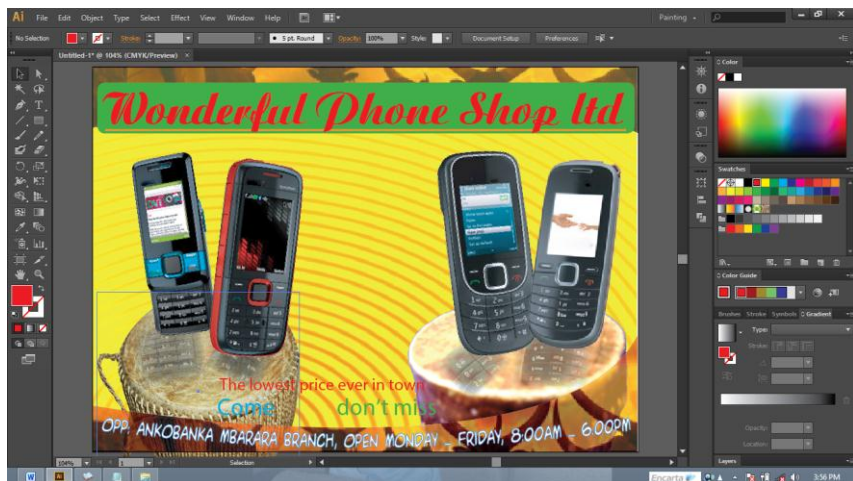 Ai File Edit Object Type Select Effect View Window Help Painting
No Selection Stroke: 5 pt. Round Opacity: 100% Style: Document Setup Preferences
Untitled-1* @ 104% (CMYK/Preview)
Wonderful Phone Shop ltd
The lowest price ever in town
Come don't miss
OPP. ANKOBANKA MBARARA BRANCH, OPEN MONDAY - FRIDAY, 8:00AM - 6.00PM
Color
Swatches
Color Guide
Brushes Stroke Symbols Gradient
Type:
Stroke:
Opacity:
Location:
Layers
104% 1 Selection
Encarta 3:56 PM